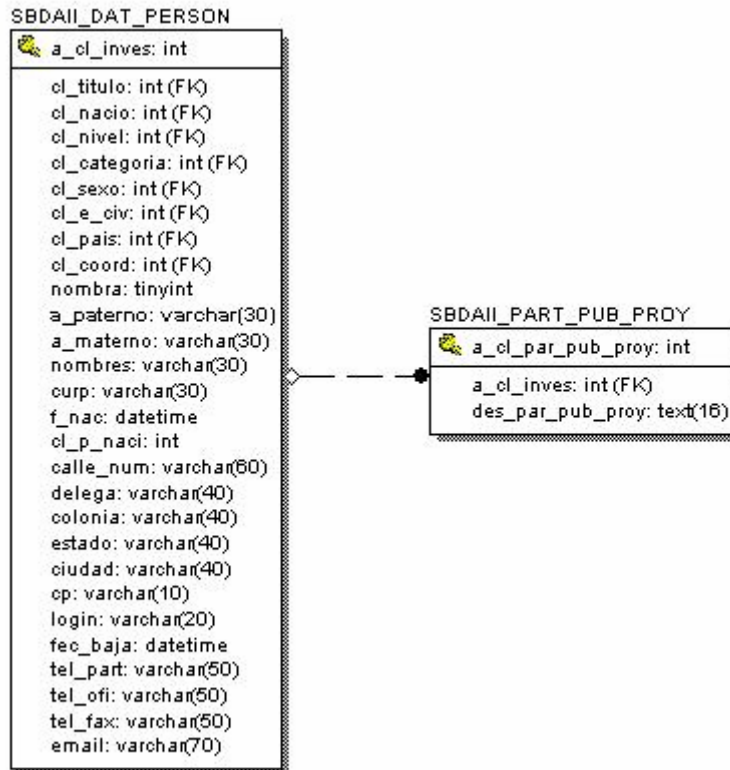 SBDAII_DAT_PERSON
a_cl_inves: int
cl_titulo: int (FK)
cl_nacio: int (FK)
cl_nivel: int (FK)
cl_categoria: int (FK)
cl_sexo: int (FK)
cl_e_civ: int (FK)
cl_pais: int (FK)
cl_coord: int (FK)
nombra: tinyint
a_paterno: varchar(30)
a_materno: varchar(30)
nombres: varchar(30)
curp: varchar(30)
f_nac: datetime
cl_p_naci: int
calle_num: varchar(60)
delega: varchar(40)
colonia: varchar(40)
estado: varchar(40)
ciudad: varchar(40)
cp: varchar(10)
login: varchar(20)
fec_baja: datetime
tel_part: varchar(50)
tel_ofi: varchar(50)
tel_fax: varchar(50)
email: varchar(70)
SBDAII_PART_PUB_PROY
a_cl_par_pub_proy: int
a_cl_inves: int (FK)
des_par_pub_proy: text(16)